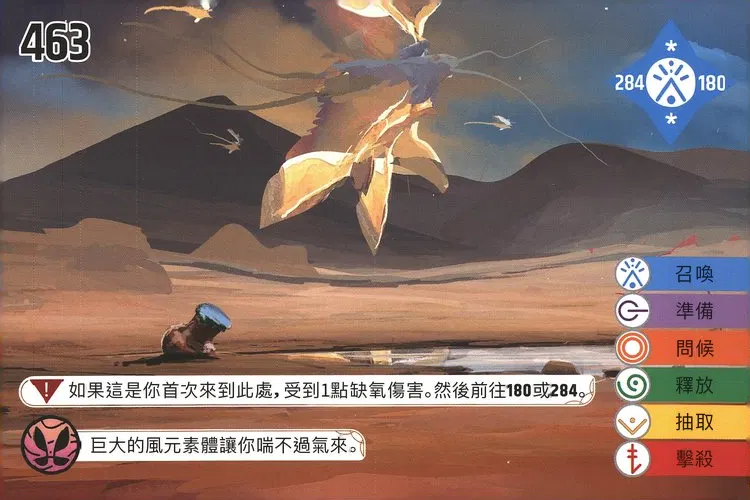 463
* 284 180 *
召喚
準備
問候
釋放
抽取
擊殺
! 如果這是你首次來到此處，受到1點缺氧傷害。然後前往180或284。
巨大的風元素體讓你喘不過氣來。